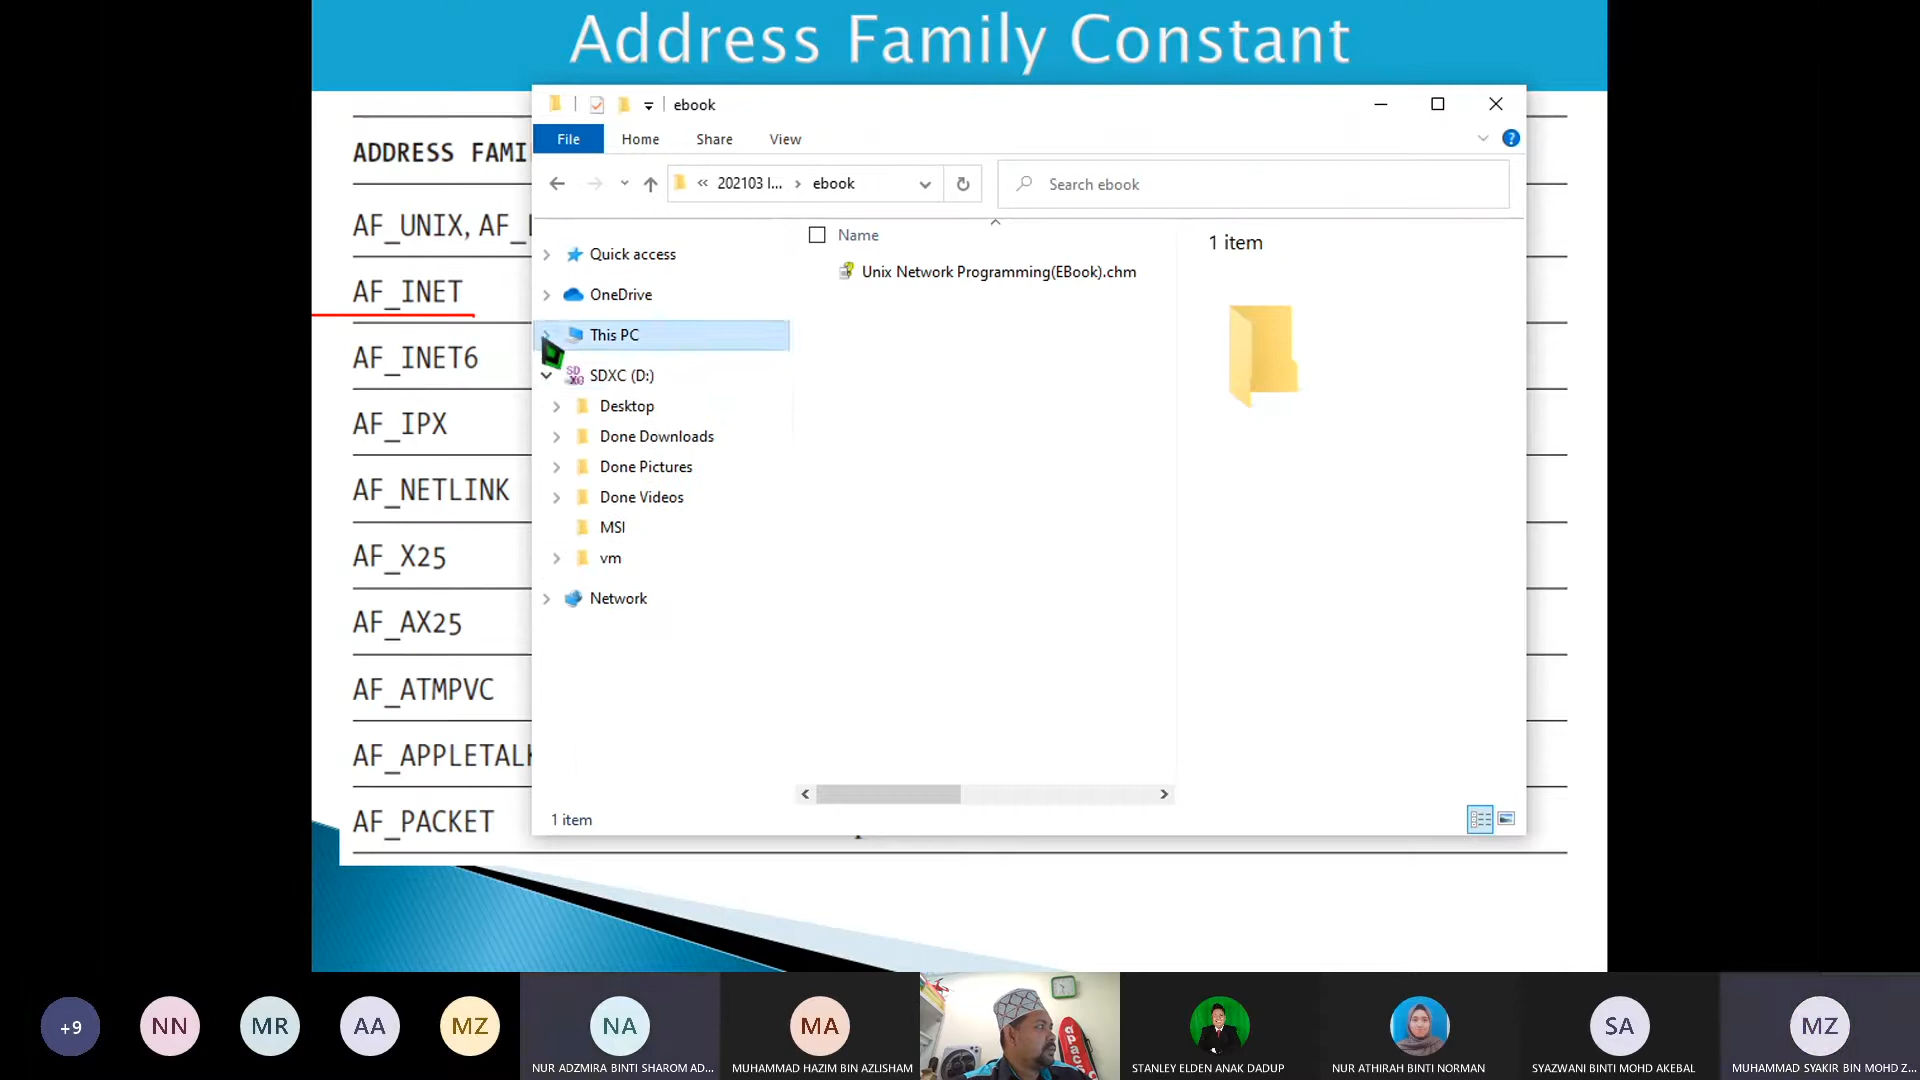 Address Family Constant
ebook
File
Home
Share
View
202103 I...
ebook
Search ebook
ADDRESS
AF_UNIX,
AF_INET
AF_INET6
AF_IPX
AF_NETLINK
AF_X25
AF_AX25
AF_ATMPVC
AF_APPLETALK
AF_PACKET
Quick access
OneDrive
This PC
SDXC (D:)
Desktop
Done Downloads
Done Pictures
Done Videos
MSI
vm
Network
Name
Unix Network Programming(EBook).chm
1 item
1 item
+9
NN
MR
AA
MZ
NA
NUR ADZMIRA BINTI SHAROM AD...
MA
MUHAMMAD HAZIM BIN AZLISHAM
STANLEY ELDEN ANAK DADUP
NUR ATHIRAH BINTI NORMAN
SA
SYAZWANI BINTI MOHD AKEBAL
MZ
MUHAMMAD SYAKIR BIN MOHD Z...